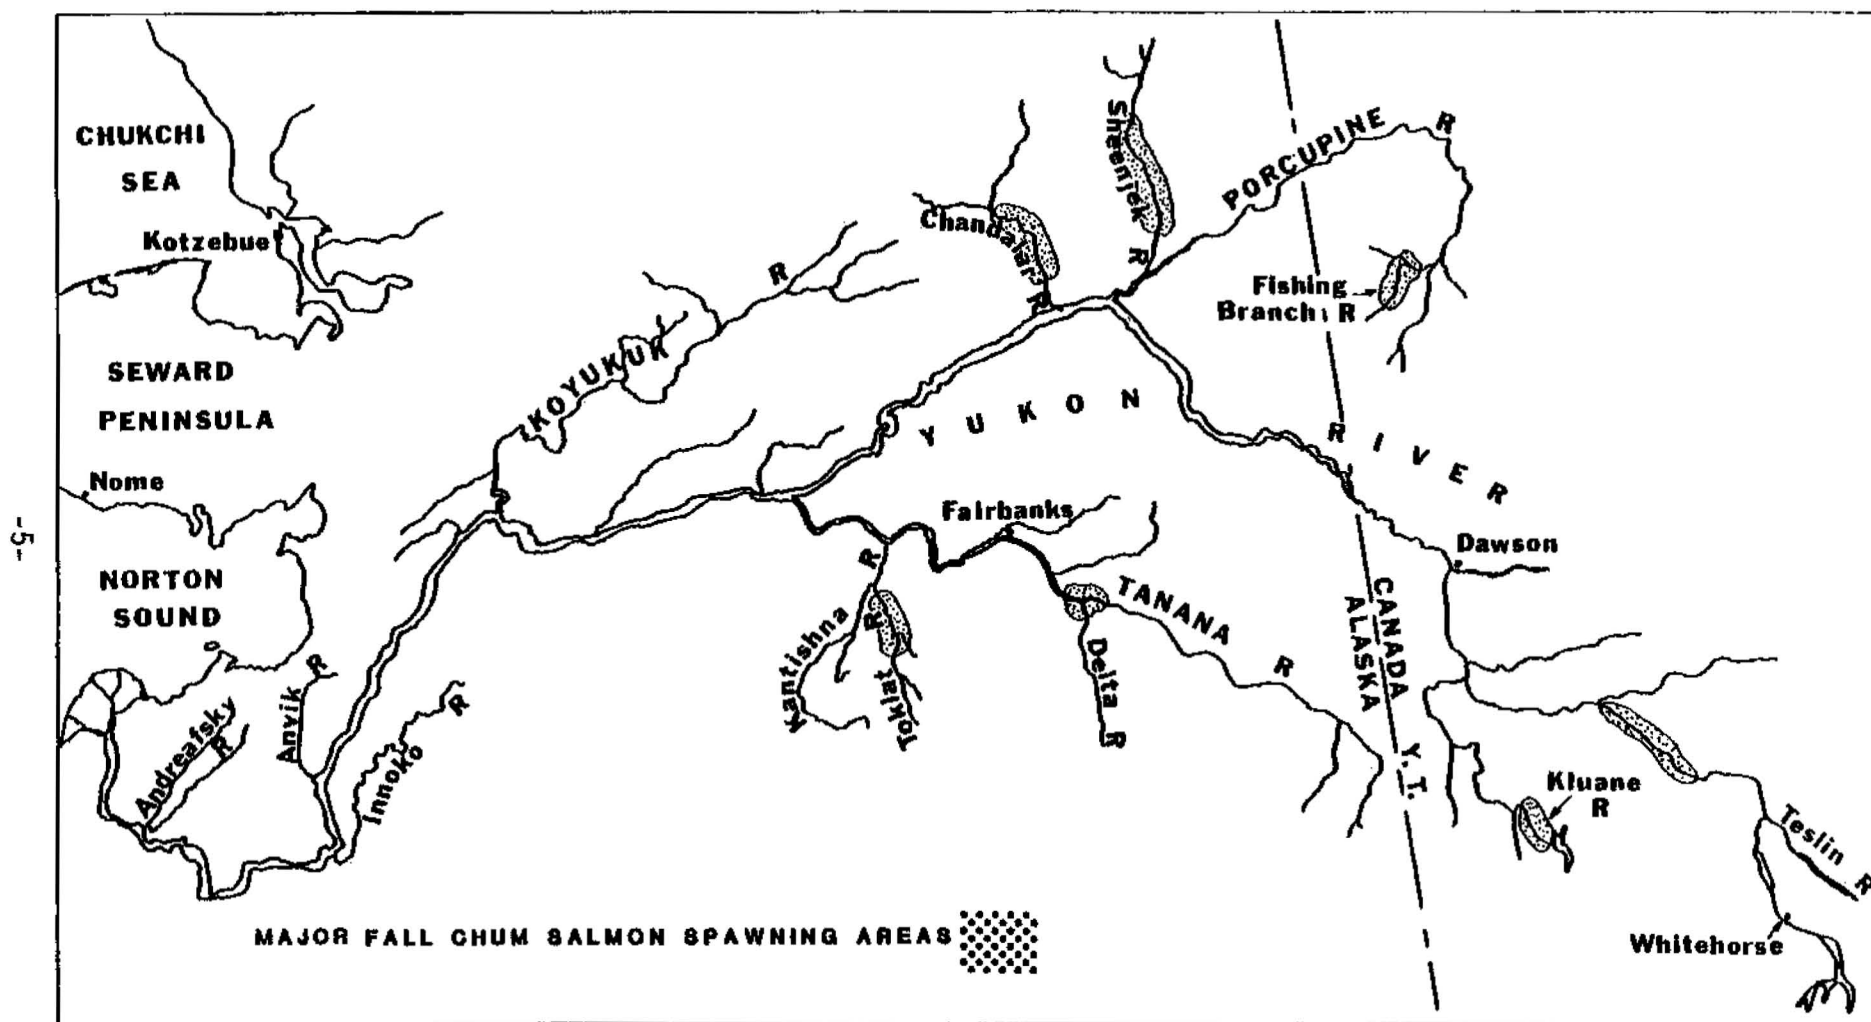 CHUKCHI
SEA
Kotzebue
SEWARD
PENINSULA
Nome
NORTON
SOUND
Andreafsky
R
Anvik
R
Innoko
R
KOYUKUK
R
Chandalar
R
Sheenjek
R
PORCUPINE
R
Fishing
Branch R
YUKON
RIVER
Fairbanks
Dawson
Kantishna
R
Toklat
R
Delta R
TANANA
R
CANADA
ALASKA
Y.T.
Kluane
R
Teslin R
Whitehorse
MAJOR FALL CHUM SALMON SPAWNING AREAS
-5-